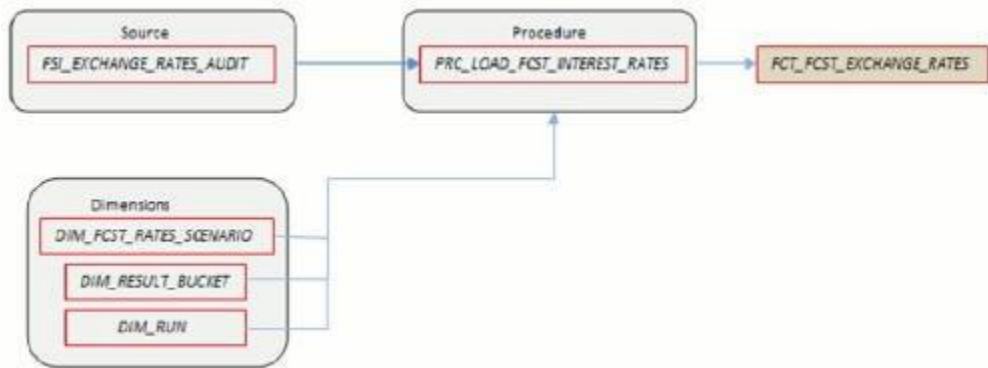 Source
FSI_EXCHANGE_RATES_AUDIT
Procedure
PRC_LOAD_FCST_INTEREST_RATES
FCT_FCST_EXCHANGE_RATES
Dimensions
DIM_FCST_RATES_SCENARIO
DIM_RESULT_BUCKET
DIM_RUN